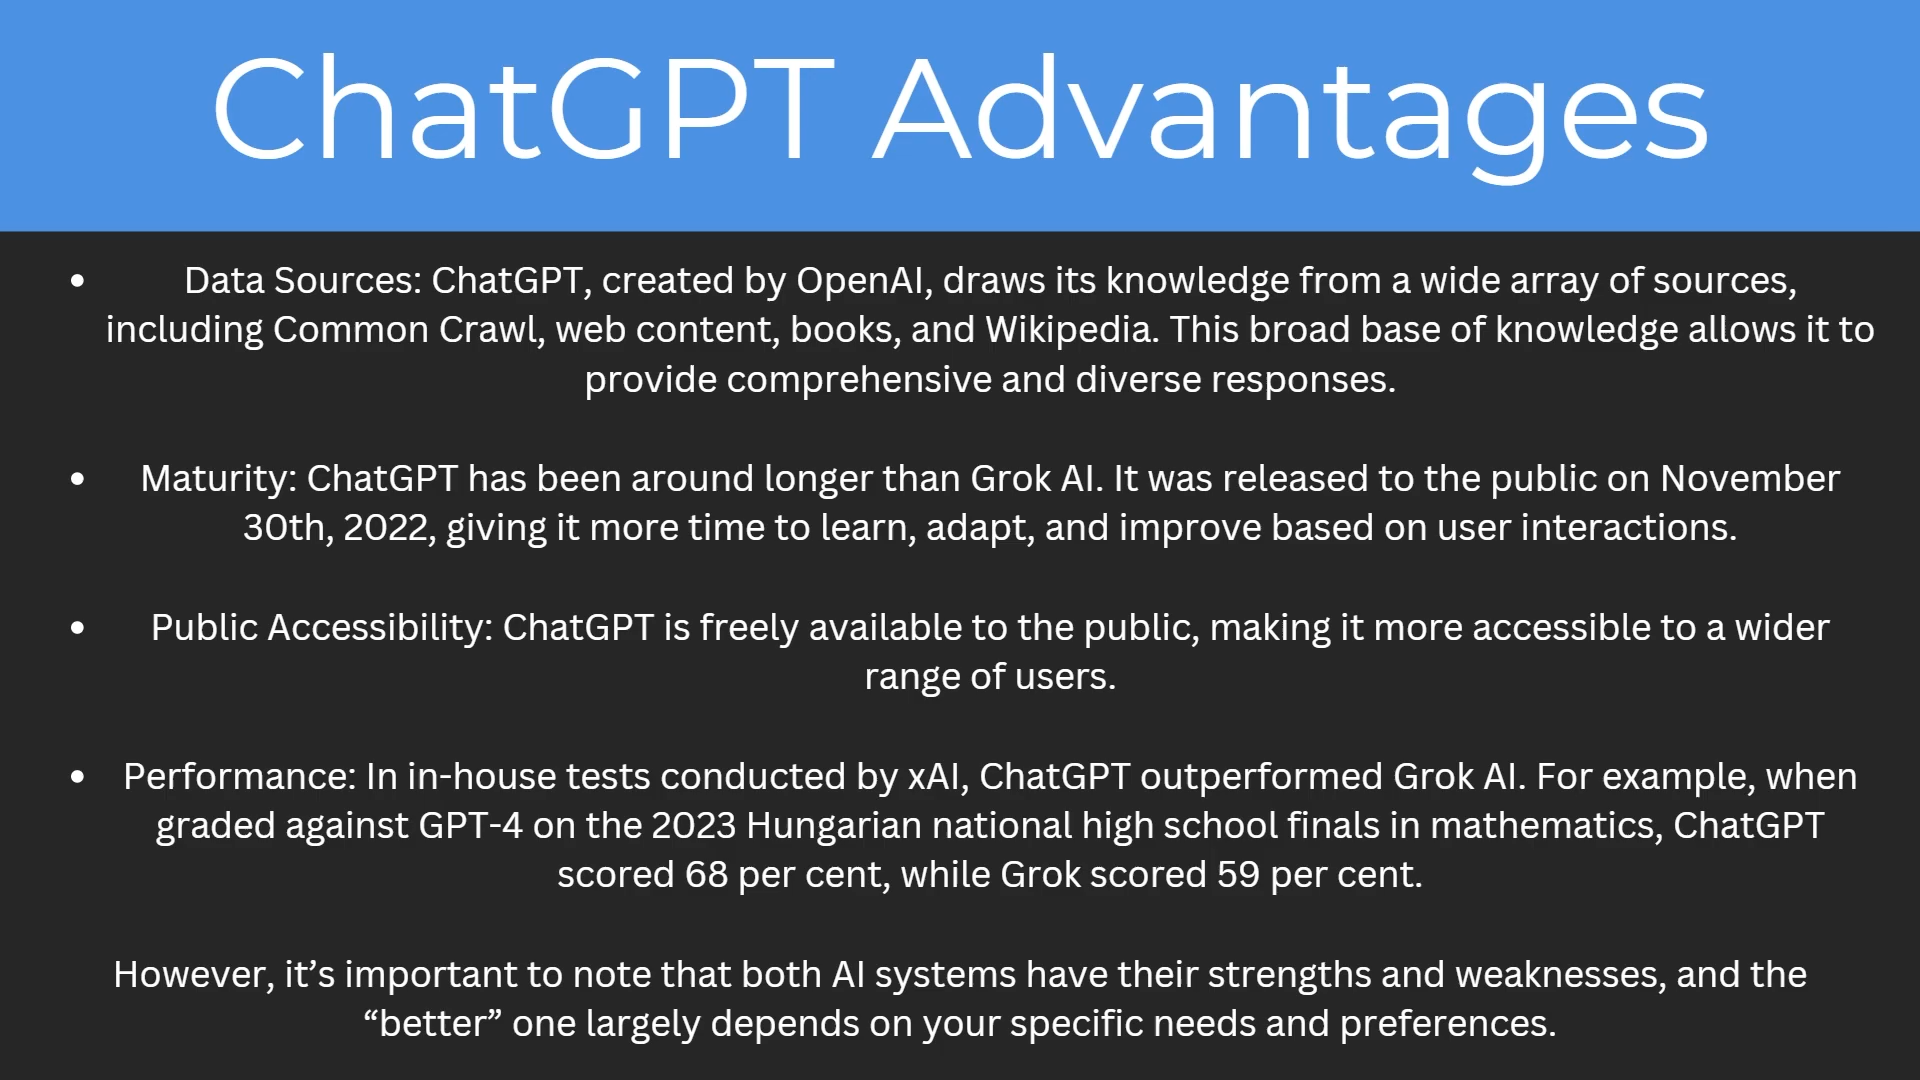 ChatGPT Advantages
• Data Sources: ChatGPT, created by OpenAI, draws its knowledge from a wide array of sources,
including Common Crawl, web content, books, and Wikipedia. This broad base of knowledge allows it to
provide comprehensive and diverse responses.
• Maturity: ChatGPT has been around longer than Grok AI. It was released to the public on November
30th, 2022, giving it more time to learn, adapt, and improve based on user interactions.
• Public Accessibility: ChatGPT is freely available to the public, making it more accessible to a wider
range of users.
• Performance: In in-house tests conducted by xAI, ChatGPT outperformed Grok AI. For example, when
graded against GPT-4 on the 2023 Hungarian national high school finals in mathematics, ChatGPT
scored 68 per cent, while Grok scored 59 per cent.
However, it’s important to note that both AI systems have their strengths and weaknesses, and the
“better” one largely depends on your specific needs and preferences.